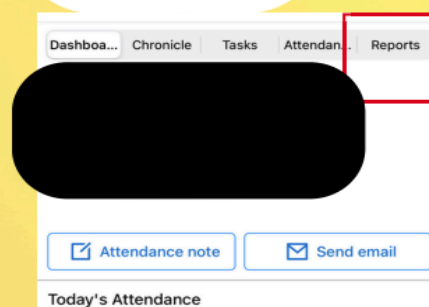 Dashboa... Chronicle Tasks Attendan... Reports
Attendance note Send email
Today's Attendance